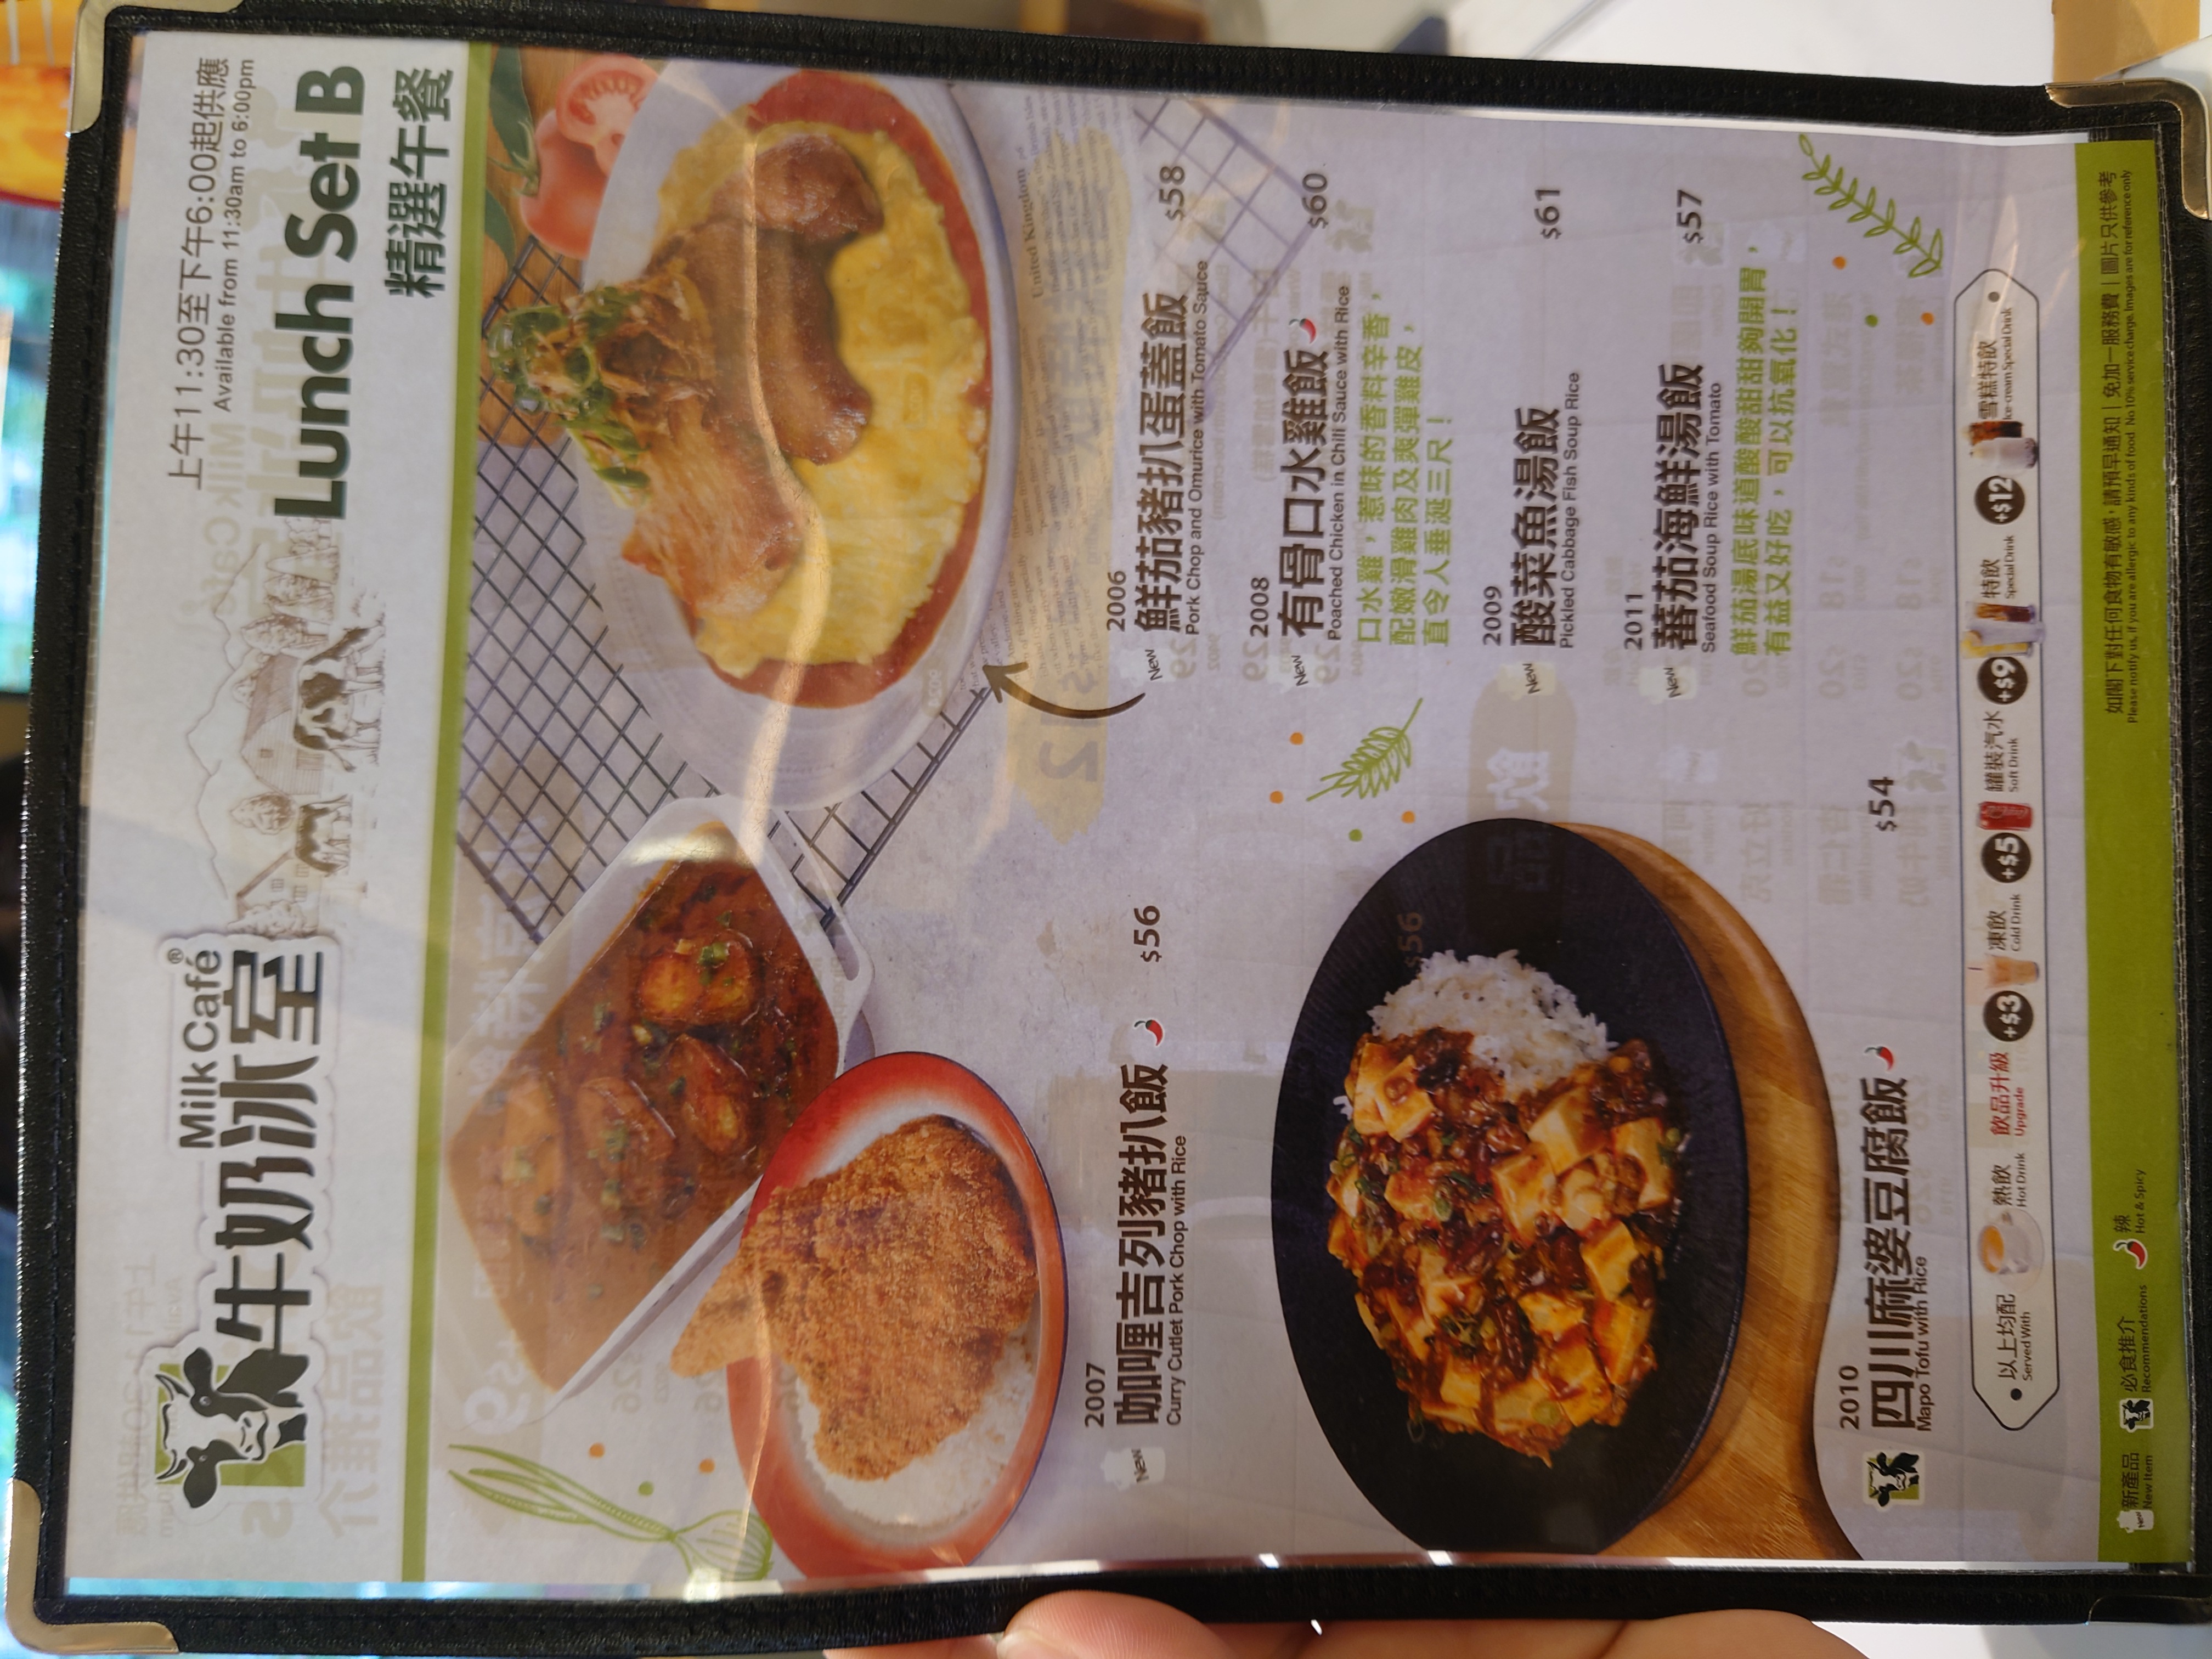 Milk Café®
牛奶冰室
上午11:30至下午6:00起供應
Available from 11:30am to 6:00pm
Lunch Set B
精選午餐
2007
New
咖喱吉列豬扒飯
$56
Curry Cutlet Pork Chop with Rice
United Kingdom
2006
New
鮮茄豬扒蛋蓋飯
$58
Pork Chop and Omurice with Tomato Sauce
2008
New
有骨口水雞飯
$60
Poached Chicken in Chili Sauce with Rice
口水雞，惹味的香料辛香，
配嫩滑雞肉及爽彈雞皮，
直令人垂涎三尺！
2009
New
酸菜魚湯飯
$61
Pickled Cabbage Fish Soup Rice
2011
New
蕃茄海鮮湯飯
$57
Seafood Soup Rice with Tomato
鮮茄湯底味道酸酸甜甜夠開胃，
有益又好吃，可以抗氧化！
2010
四川麻婆豆腐飯
$54
Mapo Tofu with Rice
以上均配
Served With
熱飲
Hot Drink
飲品升級
Upgrade
+$3
凍飲
Cold Drink
+$5
罐裝汽水
Soft Drink
+$9
特飲
Special Drink
+$12
雪糕特飲
Ice-cream Special Drink
New
新產品
New Item
必食推介
Recommendations
辣
Hot & Spicy
如閣下對任何食物有敏感，請預早通知｜免加一服務費｜圖片只供參考
Please notify us, if you are allergic to any kinds of food. No 10% service charge. Images are for reference only